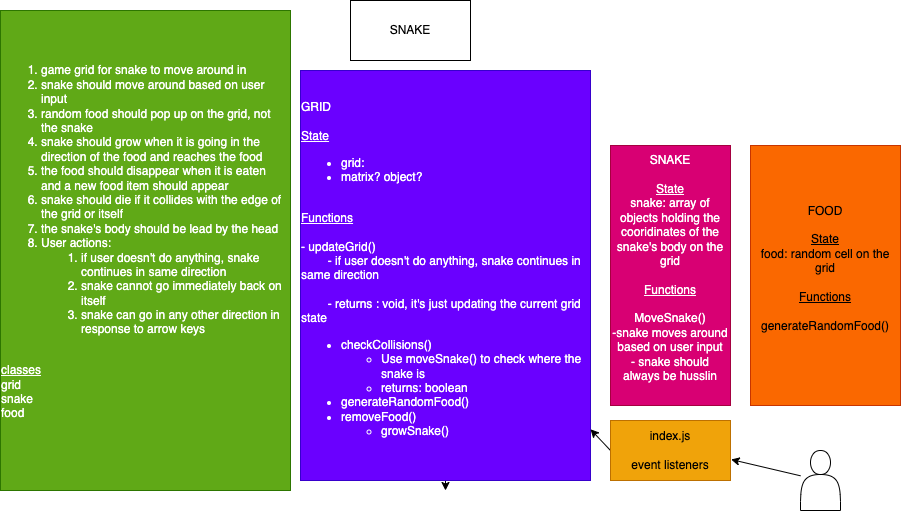 SNAKE
1. game grid for snake to move around in
2. snake should move around based on user
input
3. random food should pop up on the grid, not
the snake
4. snake should grow when it is going in the
direction of the food and reaches the food
5. the food should disappear when it is eaten
and a new food item should appear
6. snake should die if it collides with the edge of
the grid or itself
7. the snake's body should be lead by the head
8. User actions:
1. if user doesn't do anything, snake
continues in same direction
2. snake cannot go immediately back on
itself
3. snake can go in any other direction in
response to arrow keys
classes
grid
snake
food
GRID
State
• grid:
• matrix? object?
Functions
- updateGrid()
- if user doesn't do anything, snake continues in
same direction
- returns : void, it's just updating the current grid
state
• checkCollisions()
◦ Use moveSnake() to check where the
snake is
◦ returns: boolean
• generateRandomFood()
• removeFood()
◦ growSnake()
SNAKE
State
snake: array of
objects holding the
cooridinates of the
snake's body on the
grid
Functions
MoveSnake()
-snake moves around
based on user input
- snake should
always be husslin
FOOD
State
food: random cell on the
grid
Functions
generateRandomFood()
index.js
event listeners